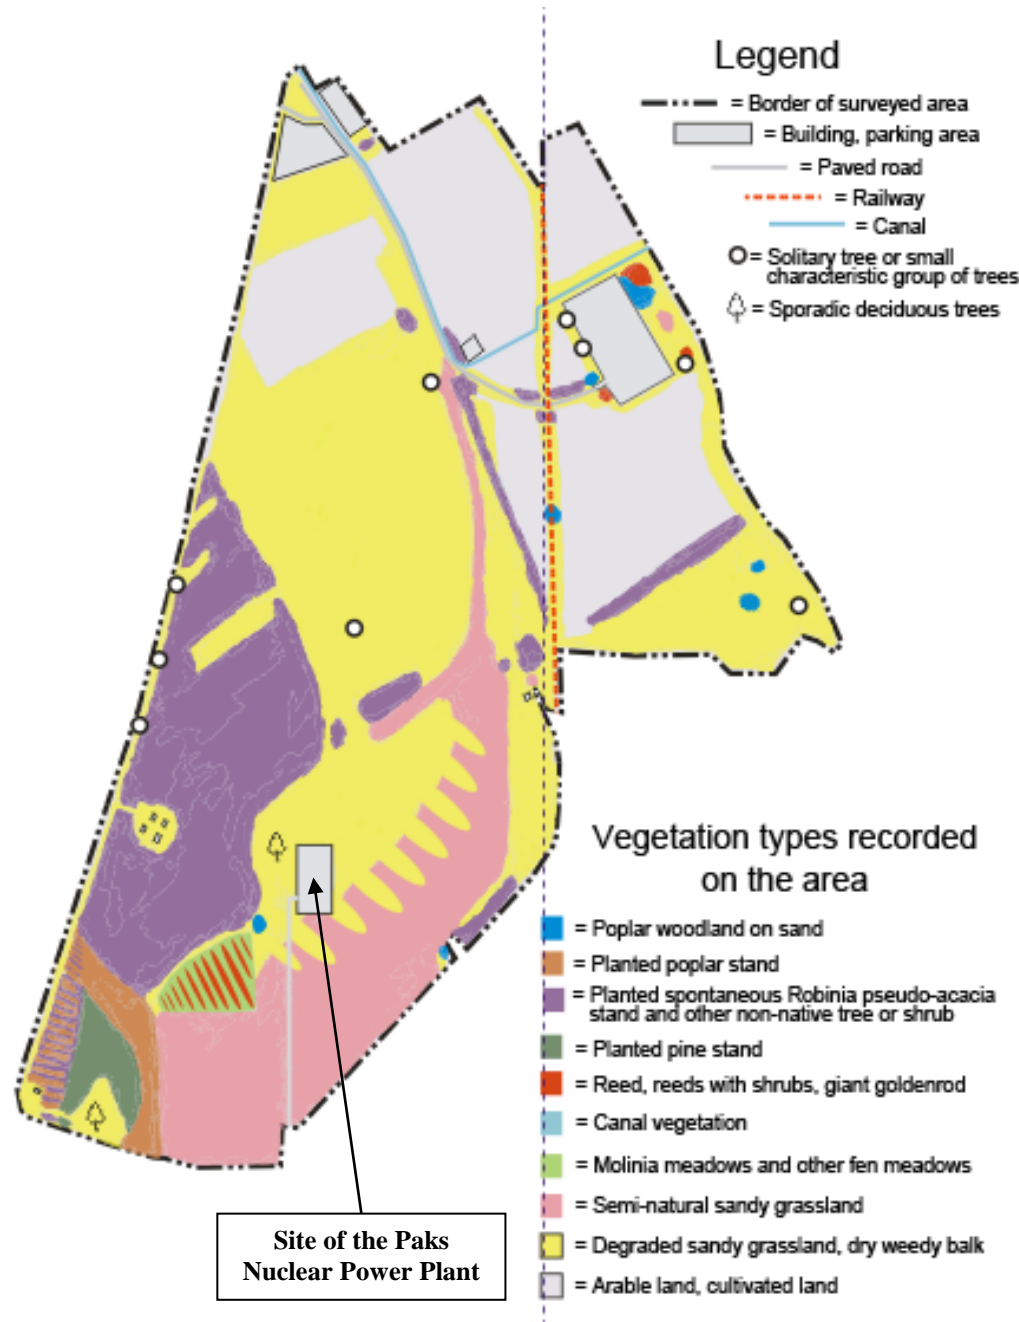 Legend
= Border of surveyed area
= Building, parking area
= Paved road
= Railway
= Canal
= Solitary tree or small
characteristic group of trees
= Sporadic deciduous trees
Vegetation types recorded
on the area
= Poplar woodland on sand
= Planted poplar stand
= Planted spontaneous Robinia pseudo-acacia
stand and other non-native tree or shrub
= Planted pine stand
= Reed, reeds with shrubs, giant goldenrod
= Canal vegetation
= Molinia meadows and other fen meadows
= Semi-natural sandy grassland
= Degraded sandy grassland, dry weedy balk
= Arable land, cultivated land
Site of the Paks
Nuclear Power Plant